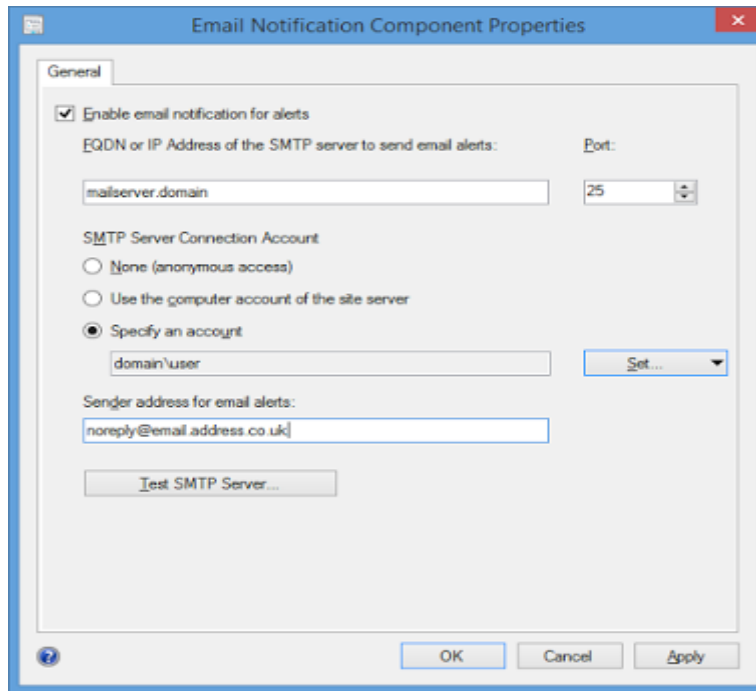 Email Notification Component Properties
General
Enable email notification for alerts
FQDN or IP Address of the SMTP server to send email alerts: Port:
mailserver.domain 25
SMTP Server Connection Account
None (anonymous access)
Use the computer account of the site server
Specify an account
domain\user Set...
Sender address for email alerts:
noreply@email.address.co.uk
Test SMTP Server...
OK Cancel Apply